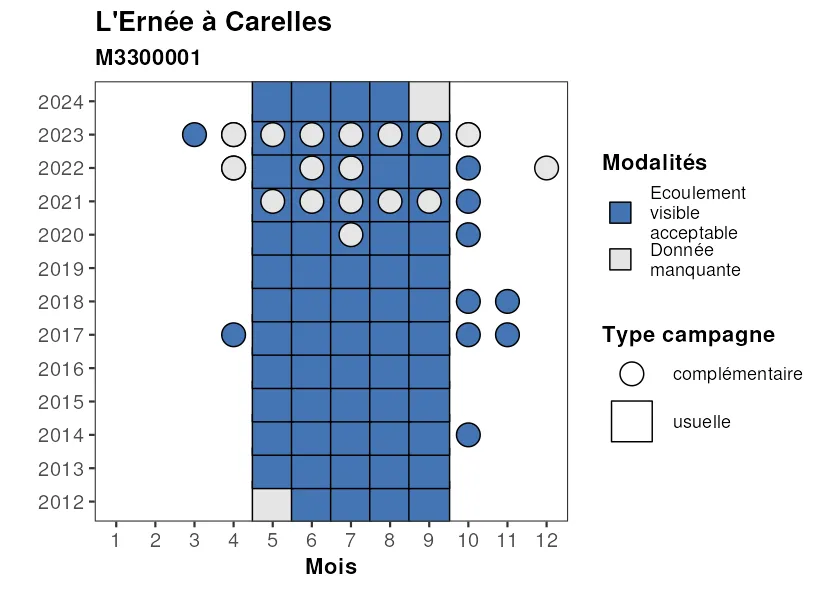 L'Ernée à Carelles
M3300001
2024
2023
2022
2021
2020
2019
2018
2017
2016
2015
2014
2013
2012
1 2 3 4 5 6 7 8 9 10 11 12
Mois
Modalités
Ecoulement
visible
acceptable
Donnée
manquante
Type campagne
complémentaire
usuelle